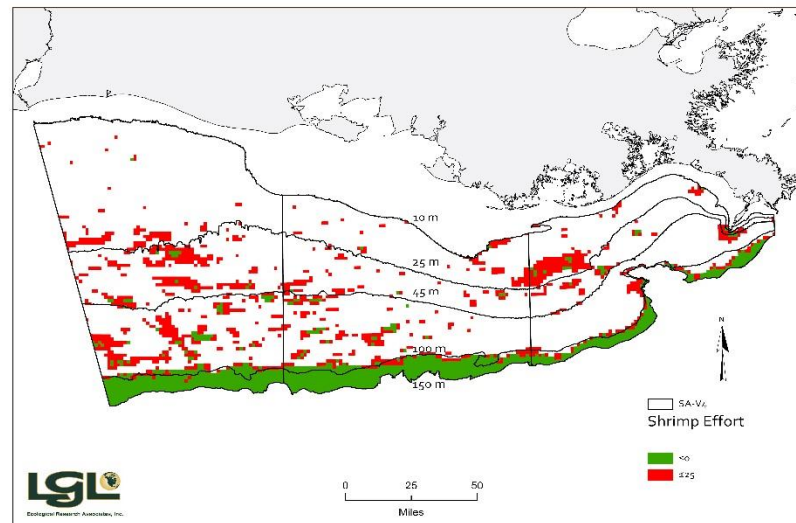 10 m
25 m
45 m
100 m
150 m
N
SA-V4
Shrimp Effort
≤0
≤25
LGL
Ecological Research Associates, Inc.
0 25 50
Miles